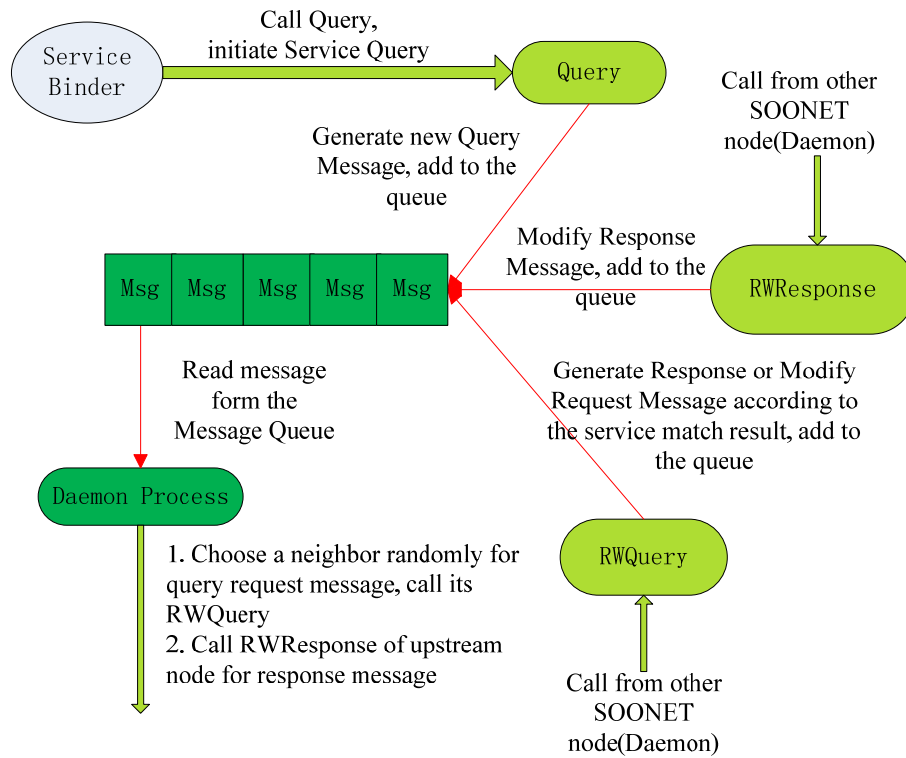 Call Query,
initiate Service Query
Service
Binder
Query
Call from other
SOONET
node(Daemon)
Generate new Query
Message, add to the
queue
Modify Response
Message, add to the
queue
Msg Msg Msg Msg Msg
RWResponse
Read message
form the
Message Queue
Generate Response or Modify
Request Message according to
the service match result, add to
the queue
Daemon Process
1. Choose a neighbor randomly for
query request message, call its
RWQuery
2. Call RWResponse of upstream
node for response message
RWQuery
Call from other
SOONET
node(Daemon)